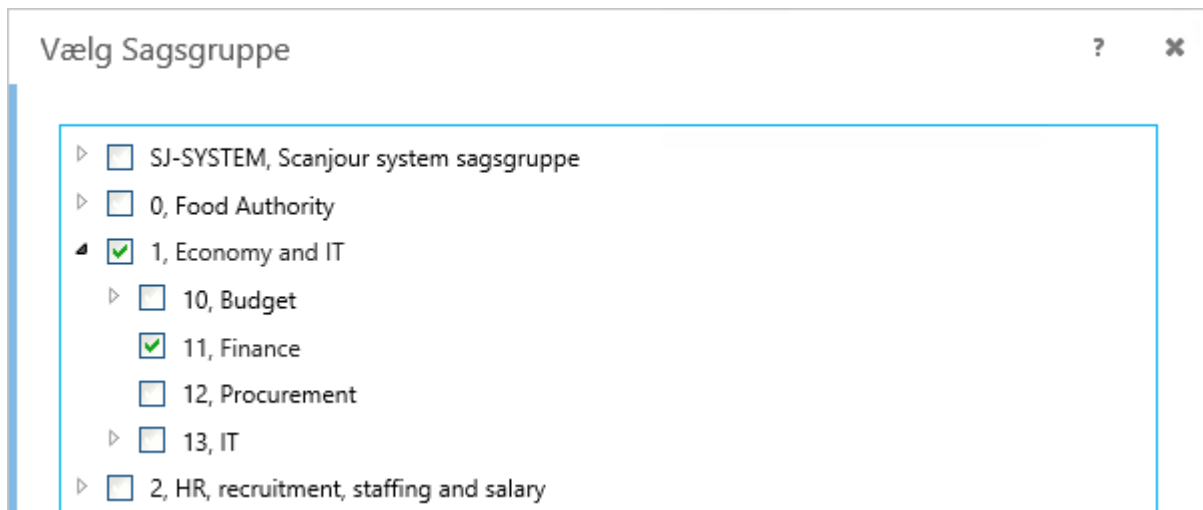 Vælg Sagsgruppe ?
SJ-SYSTEM, Scanjour system sagsgruppe
0, Food Authority
1, Economy and IT
10, Budget
11, Finance
12, Procurement
13, IT
2, HR, recruitment, staffing and salary